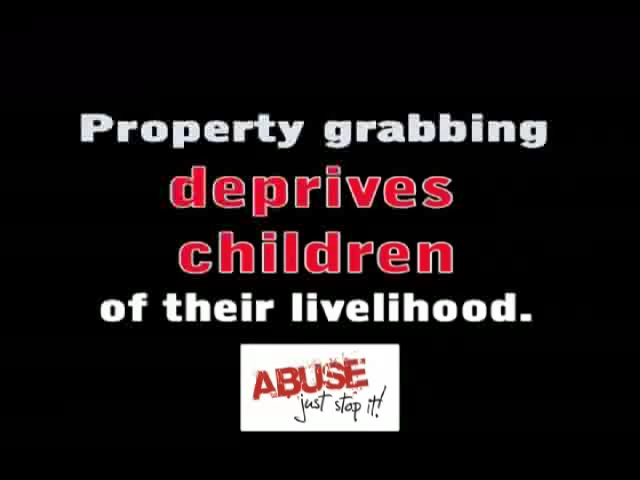 Property grabbing
deprives
children
of their livelihood.
ABUSE
just stop it!